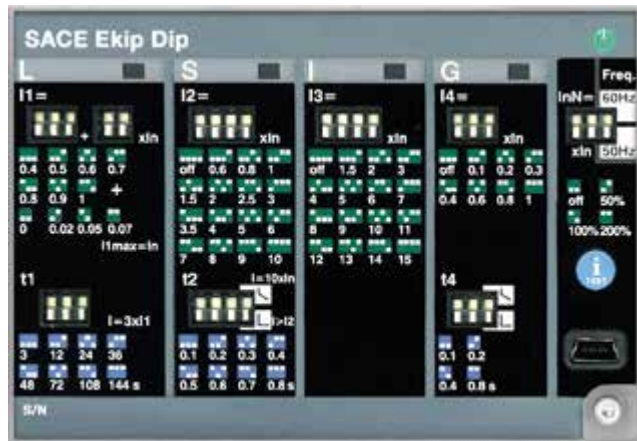 SACE Ekip Dip
L
I1=
+ xIn
0.4 0.5 0.6 0.7
0.8 0.9 1 +
0 0.02 0.05 0.07
I1max=In
t1
I=3xI1
3 12 24 36
48 72 108 144 s
S/N
S
I2=
xIn
off 0.6 0.8 1
1.5 2 2.5 3
3.5 4 5 6
7 8 9 10
t2
I=10xIn
I>I2
0.1 0.2 0.3 0.4
0.5 0.6 0.7 0.8 s
I
I3=
xIn
off 1.5 2 3
4 5 6 7
8 9 10 11
12 13 14 15
G
I4=
xIn
off 0.1 0.2 0.3
0.4 0.6 0.8 1
t4
0.1 0.2
0.4 0.8 s
Freq.
InN= 60Hz
xIn 50Hz
off 50%
100% 200%
i
TEST